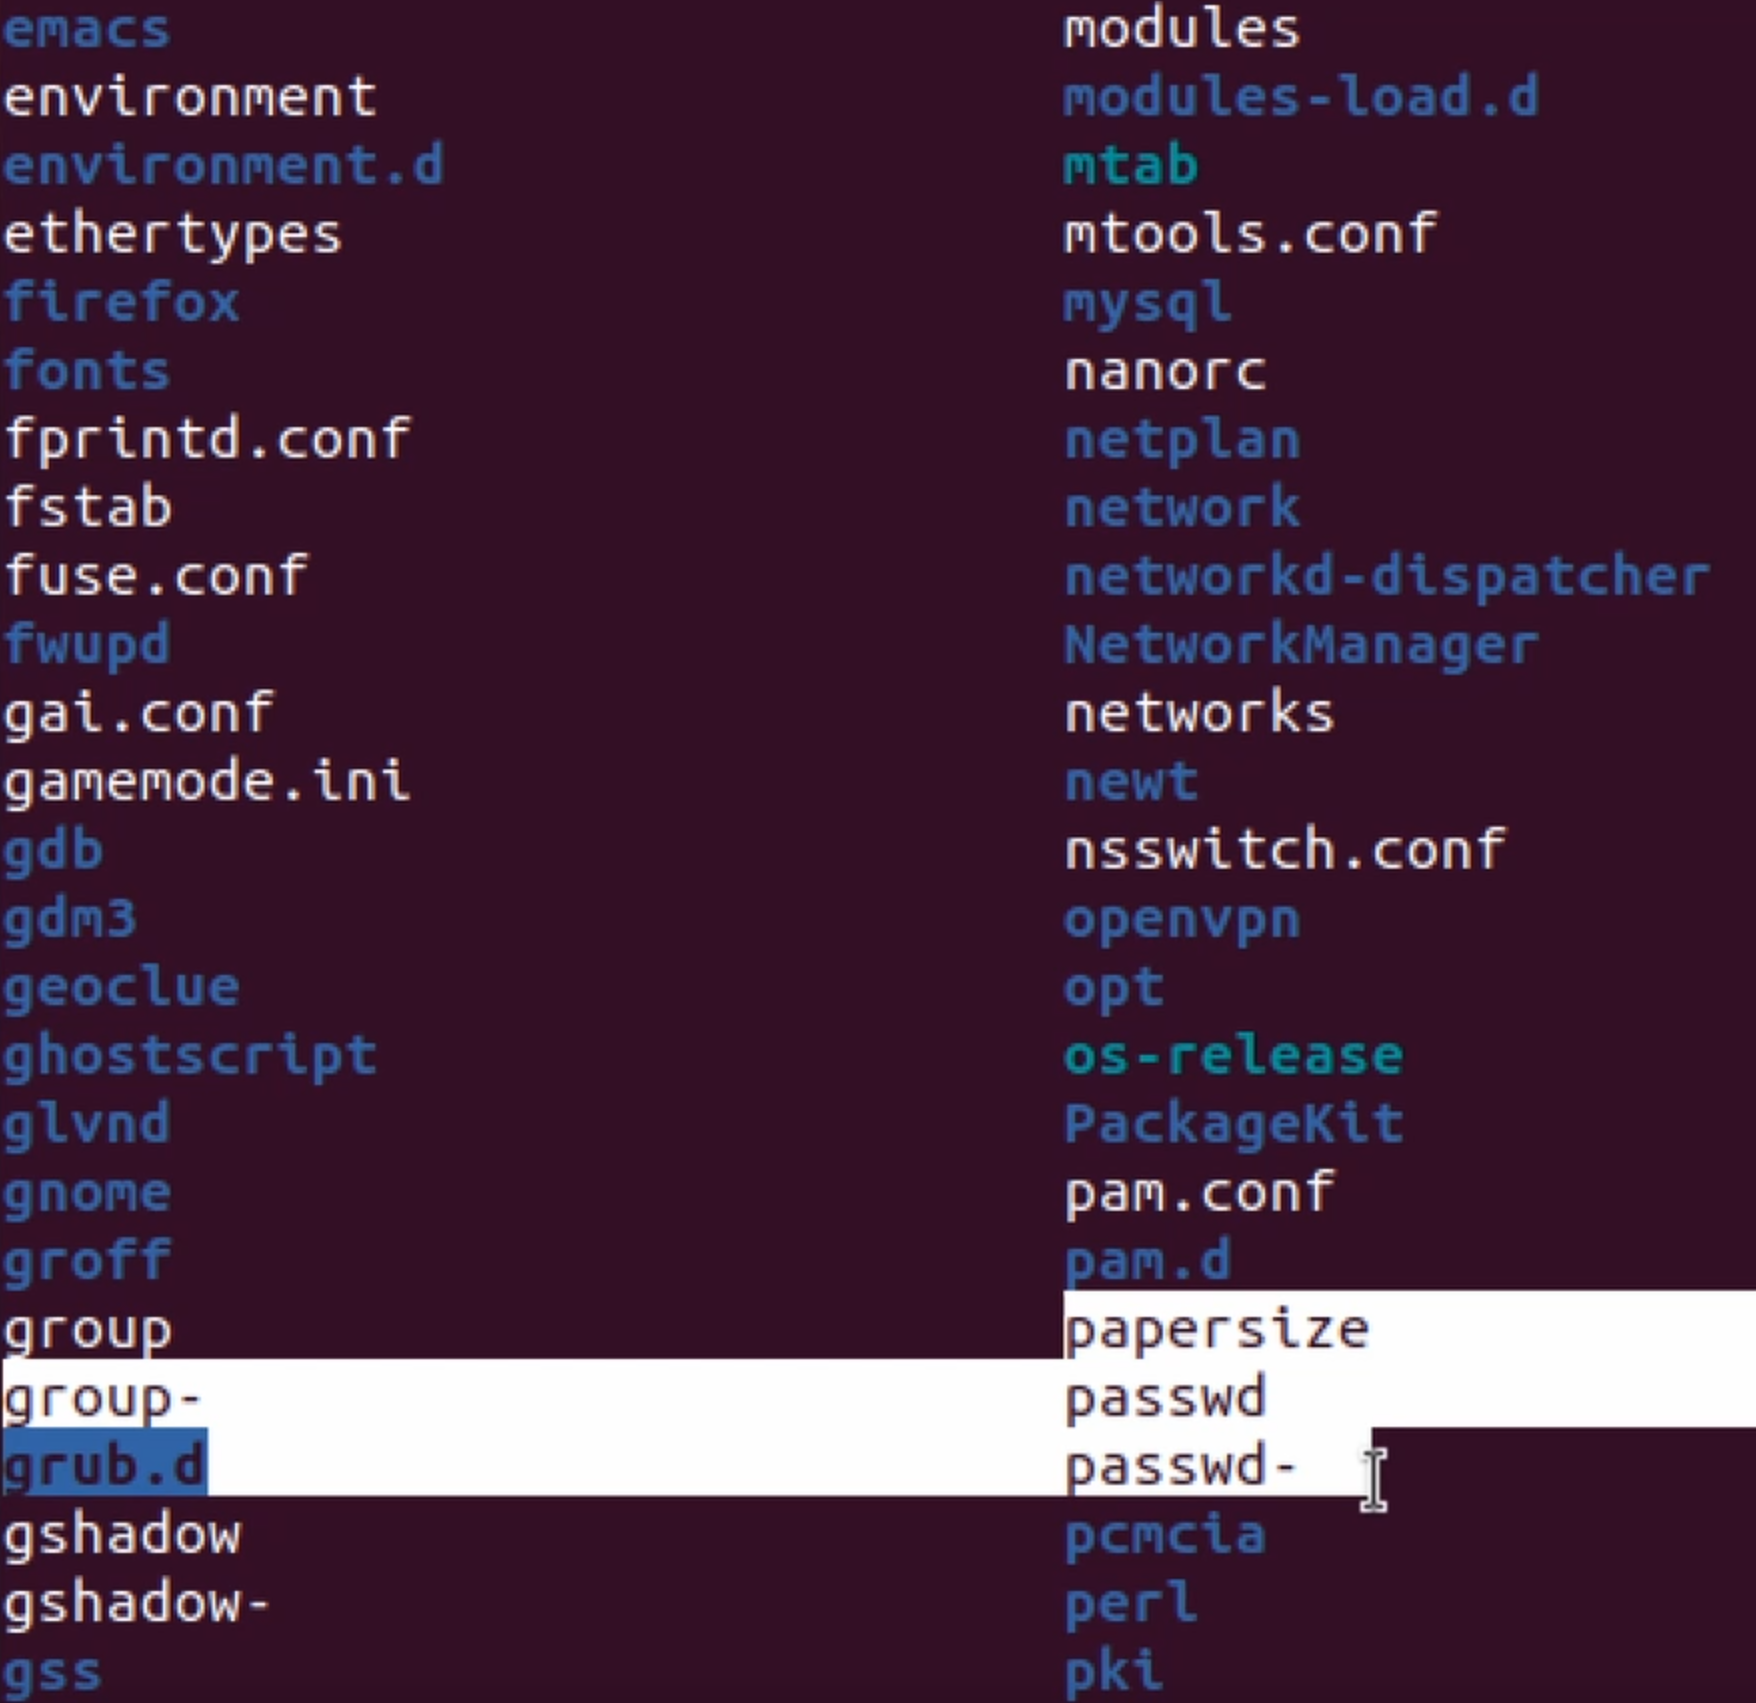 emacs modules
environment modules-load.d
environment.d mtab
ethertypes mtools.conf
firefox mysql
fonts nanorc
fprintd.conf netplan
fstab network
fuse.conf networkd-dispatcher
fwupd NetworkManager
gai.conf networks
gamemode.ini newt
gdb nsswitch.conf
gdm3 openvpn
geoclue opt
ghostscript os-release
glvnd PackageKit
gnome pam.conf
groff pam.d
group papersize
group- passwd
grub.d passwd-
gshadow pcmcia
gshadow- perl
gss pki